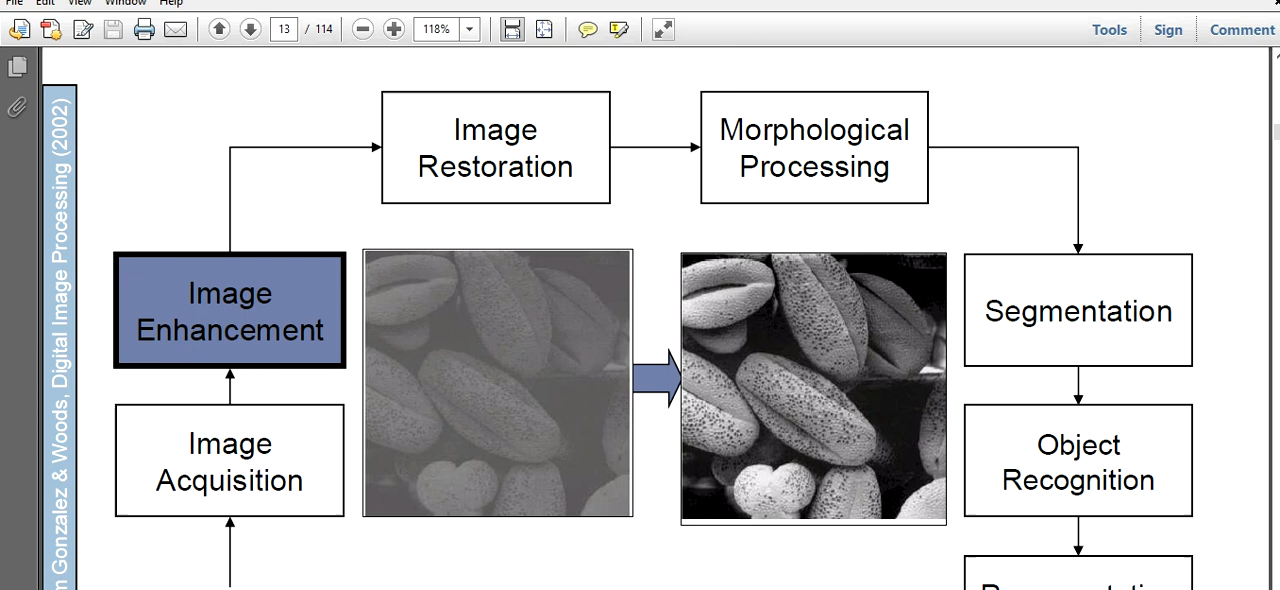 File Edit View Window Help
13 / 114 118% Tools Sign Comment
Image
Restoration
Morphological
Processing
Image
Enhancement
Segmentation
Image
Acquisition
Object
Recognition
Gonzalez & Woods, Digital Image Processing (2002)